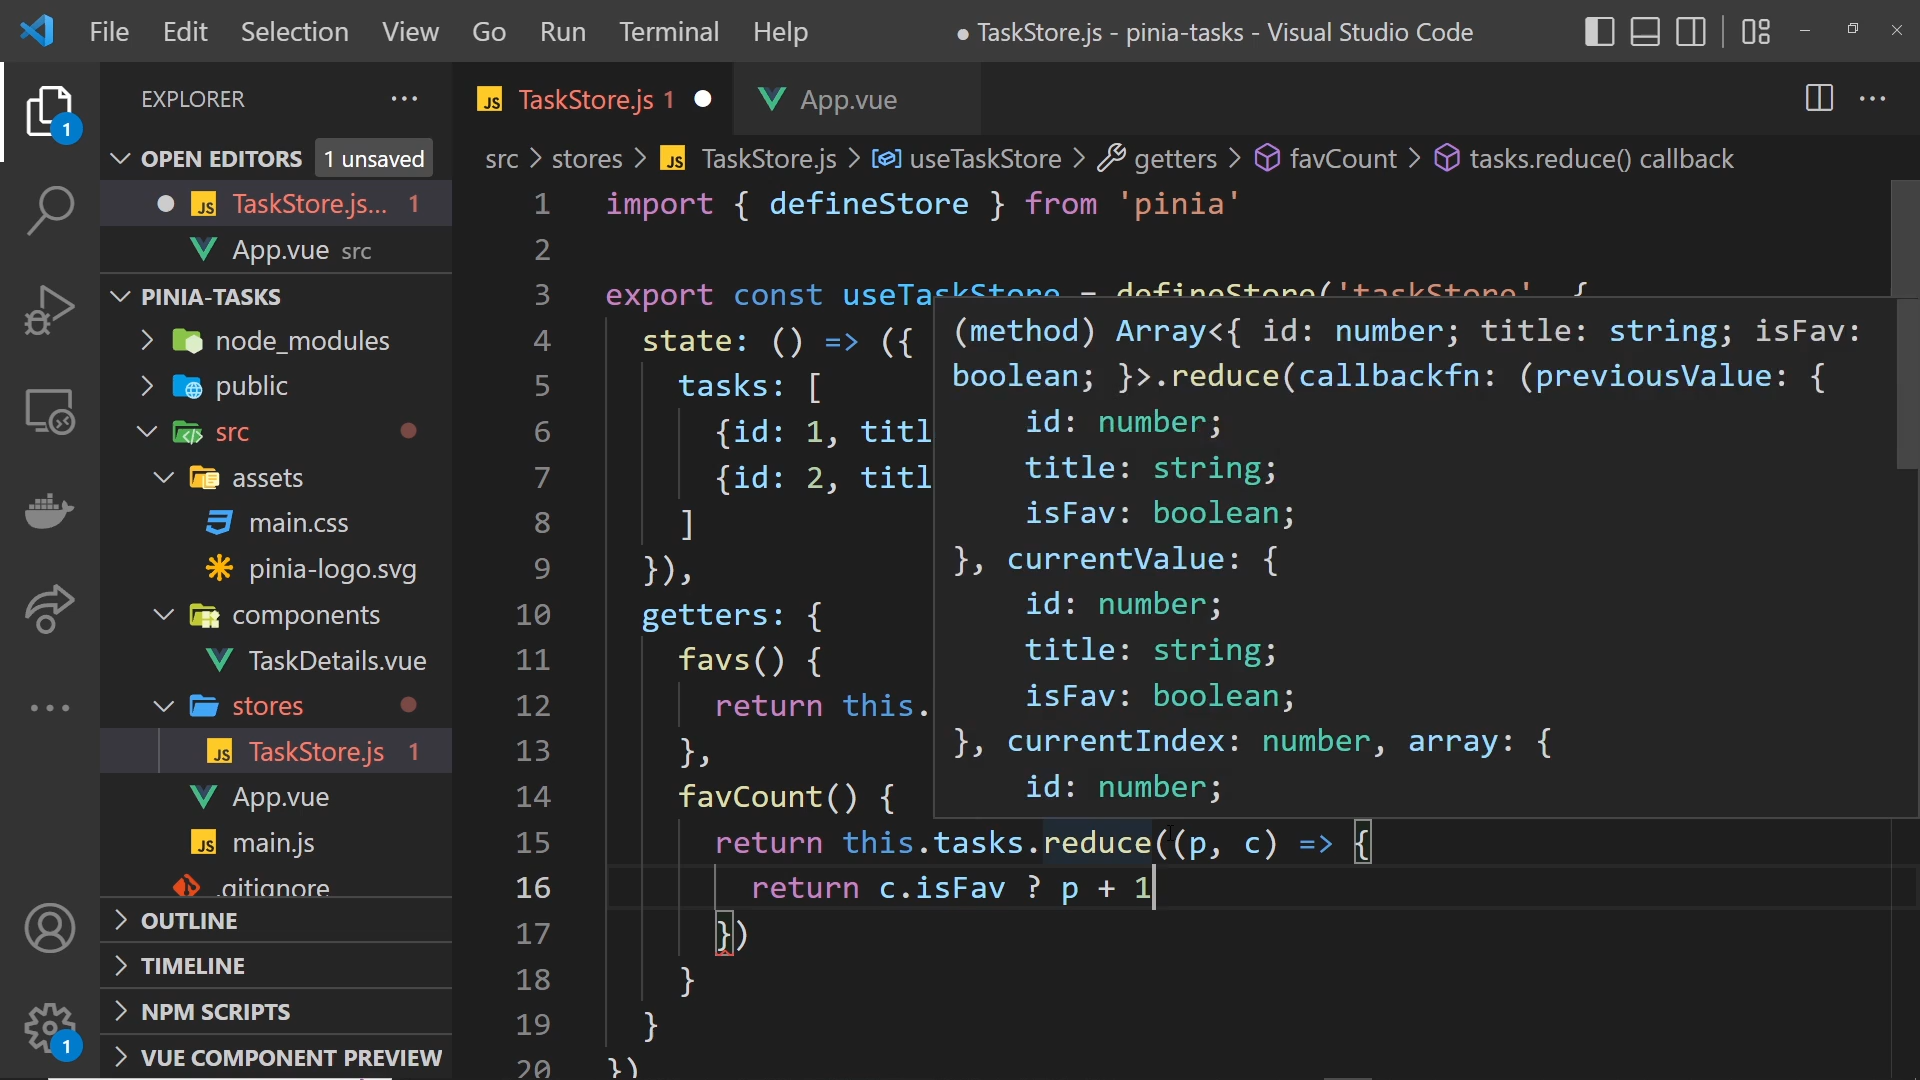 File Edit Selection View Go Run Terminal Help
● TaskStore.js - pinia-tasks - Visual Studio Code
EXPLORER
1
OPEN EDITORS 1 unsaved
TaskStore.js... 1
App.vue src
PINIA-TASKS
node_modules
public
src
assets
main.css
pinia-logo.svg
components
TaskDetails.vue
stores
TaskStore.js 1
App.vue
main.js
.gitignore
OUTLINE
TIMELINE
NPM SCRIPTS
VUE COMPONENT PREVIEW
1
TaskStore.js 1
App.vue
src > stores > TaskStore.js > useTaskStore > getters > favCount > tasks.reduce() callback
1 import { defineStore } from 'pinia'
2
3 export const useTaskStore = defineStore('taskStore', {
4 state: () => ({
5 tasks: [
6 {id: 1, titl
7 {id: 2, titl
8 ]
9 }),
10 getters: {
11 favs() {
12 return this.
13 },
14 favCount() {
15 return this.tasks.reduce((p, c) => {
16 return c.isFav ? p + 1
17 })
18 }
19 }
20 })
(method) Array<{ id: number; title: string; isFav:
boolean; }>.reduce(callbackfn: (previousValue: {
id: number;
title: string;
isFav: boolean;
}, currentValue: {
id: number;
title: string;
isFav: boolean;
}, currentIndex: number, array: {
id: number;